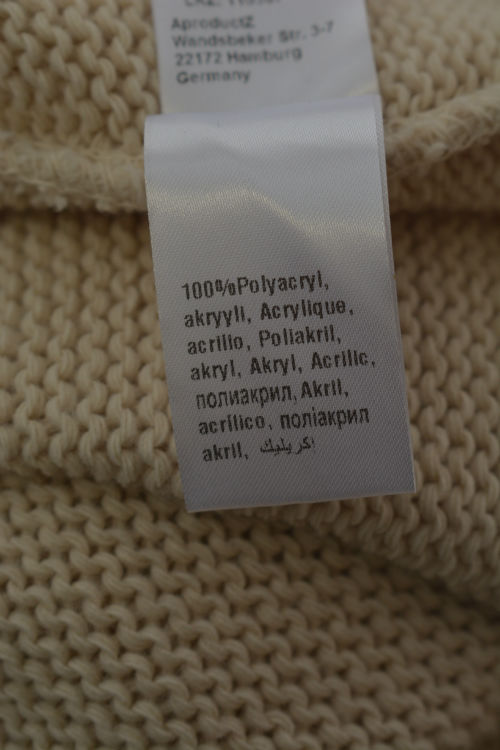 AproductZ
Wandsbeker Str. 3-7
22172 Hamburg
Germany
100%Polyacryl,
akryyli, Acrylique,
acrilio, Poliakril,
akryl, Akryl, Acrilic,
полиакрил, Akril,
acrílico, поліакрил
akril, اكريليك